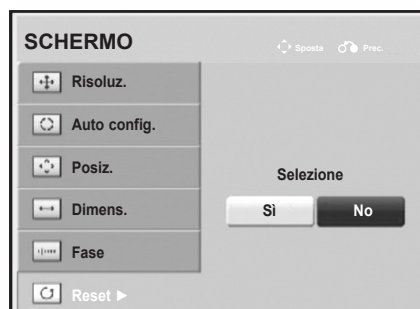 SCHERMO
Sposta Prec.
Risoluz.
Auto config.
Posiz.
Dimens.
Fase
Reset ►
Selezione
Sì No